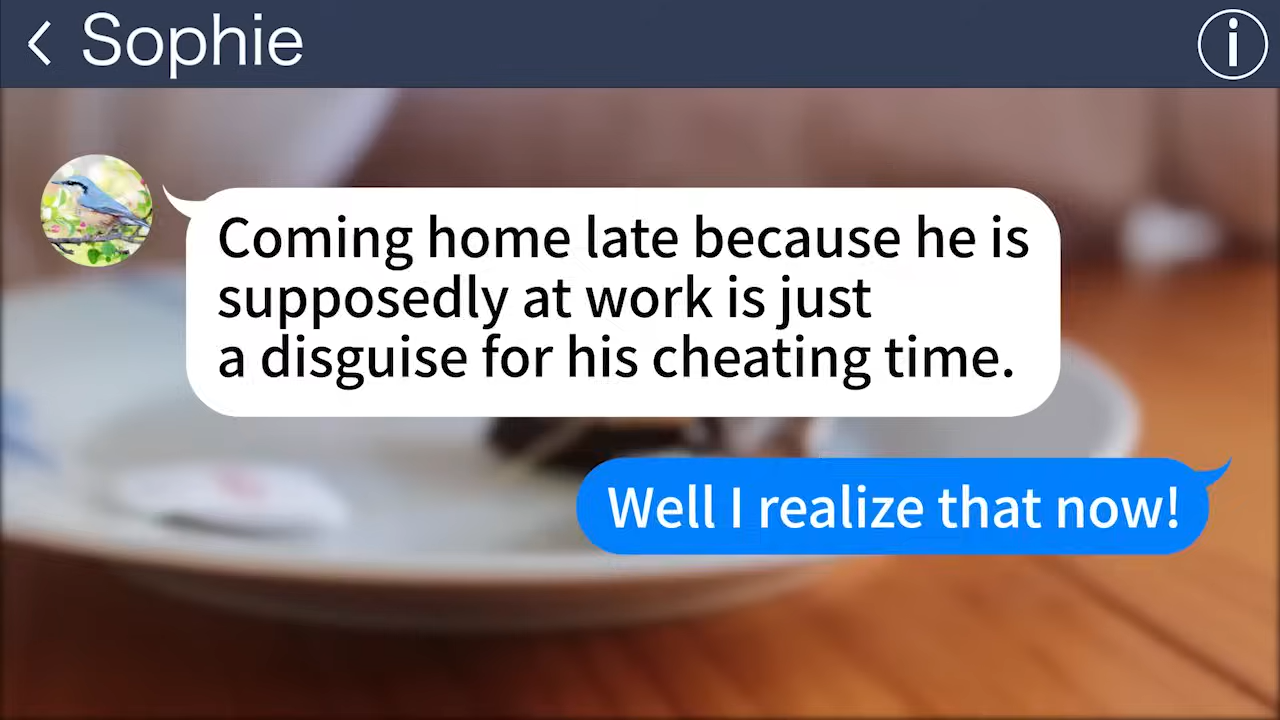 Sophie
Coming home late because he is
supposedly at work is just
a disguise for his cheating time.
Well I realize that now!